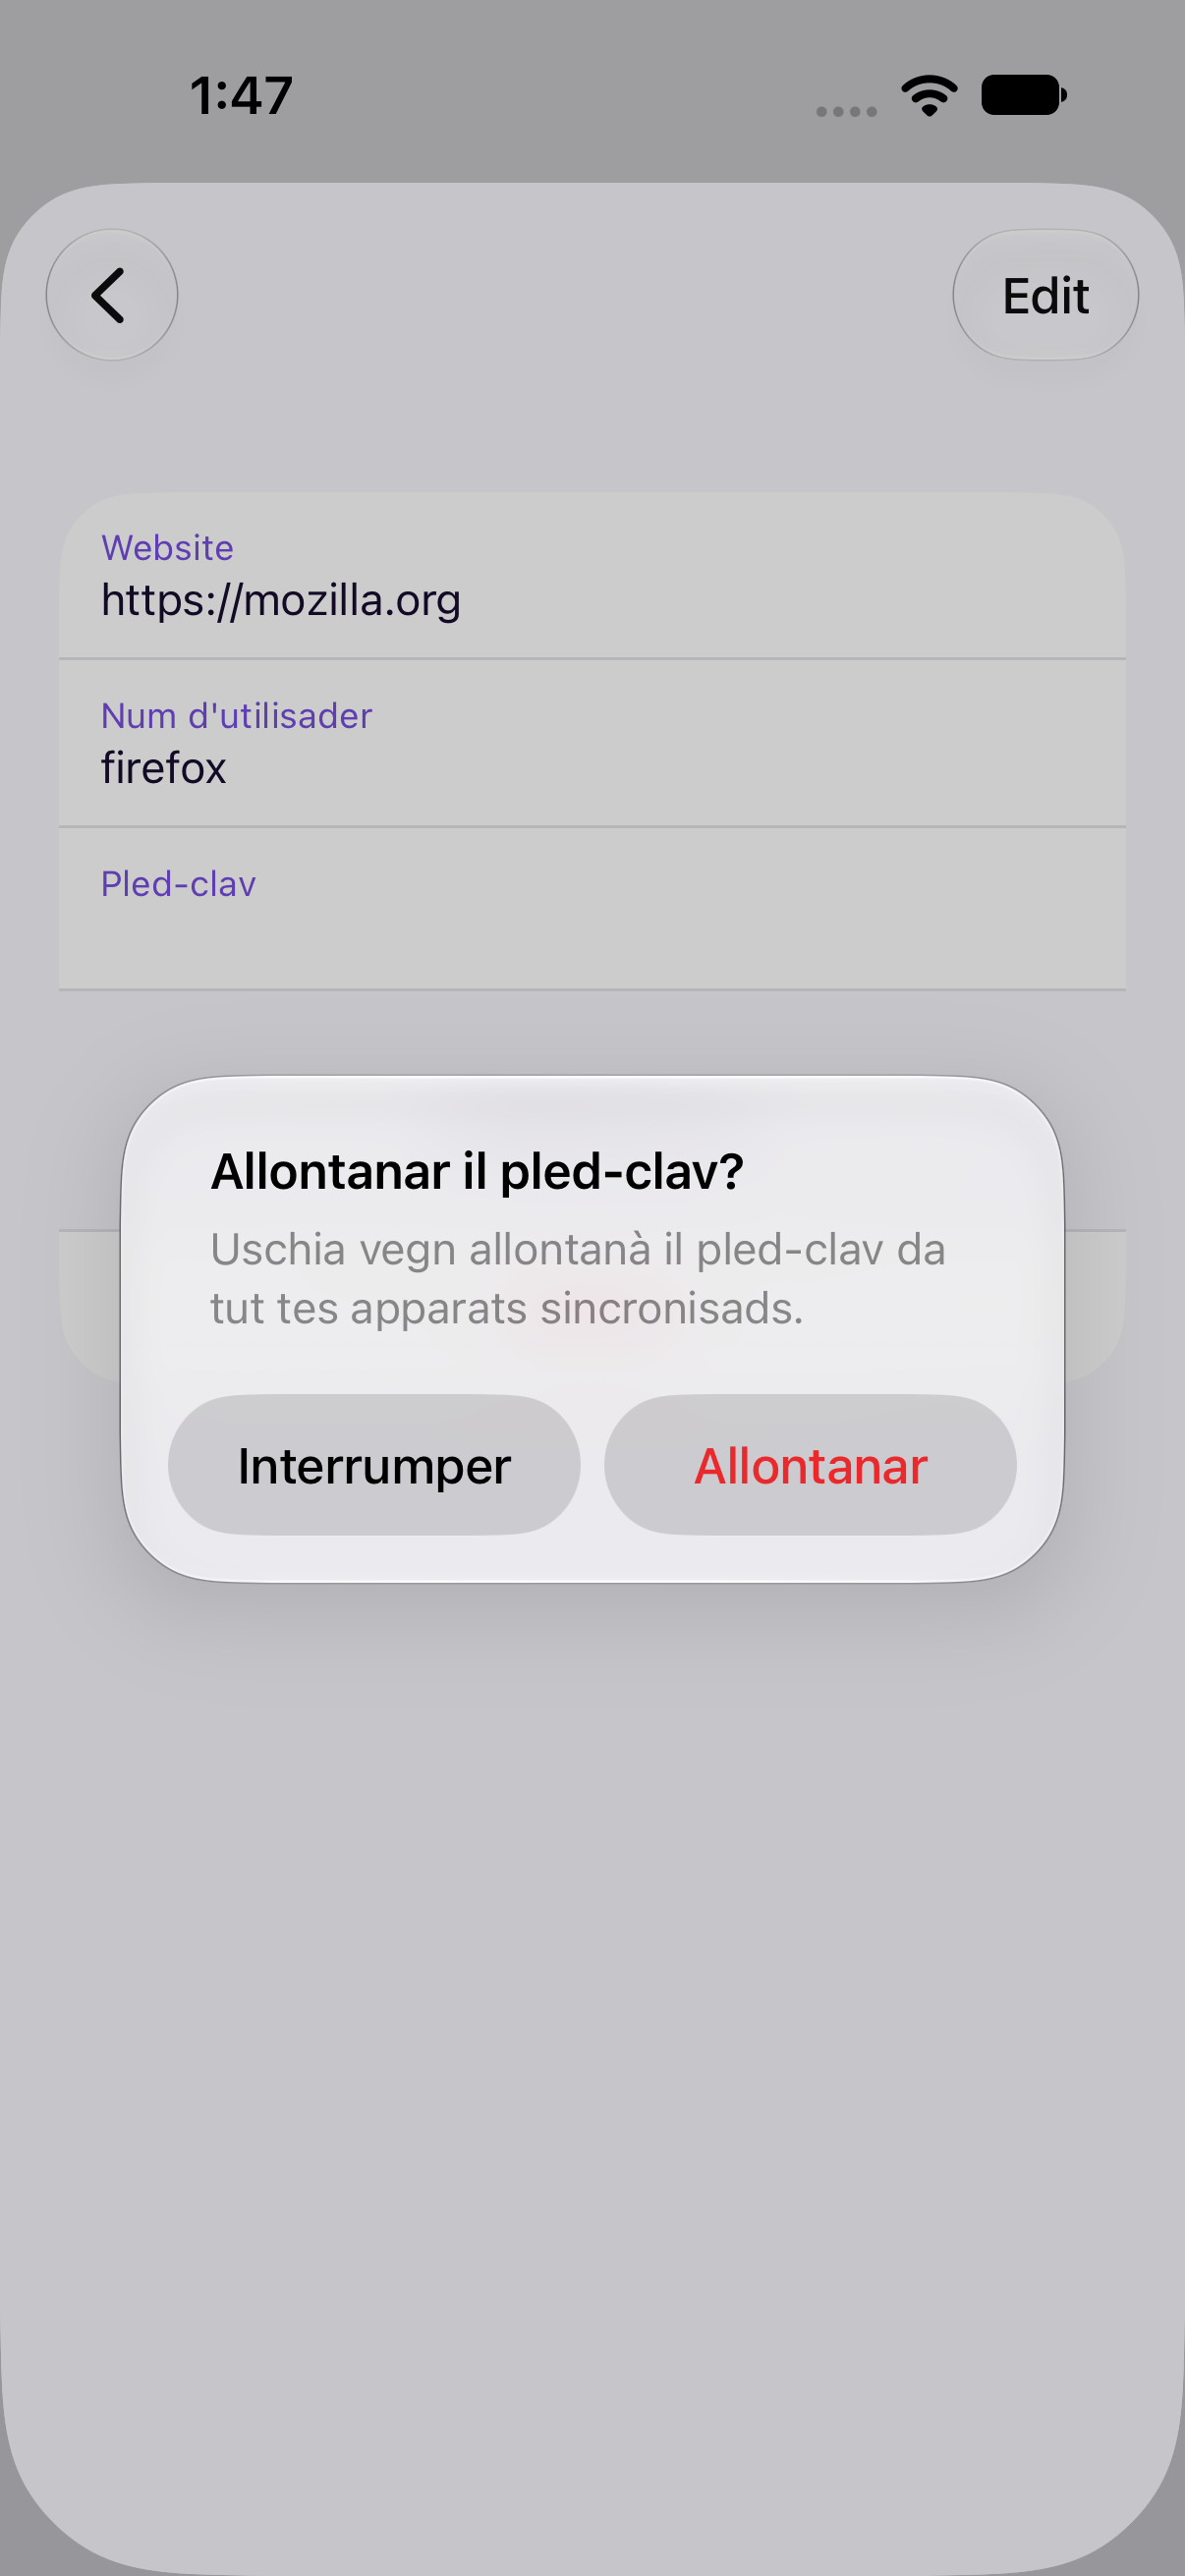 1:47
Edit
Website
https://mozilla.org
Num d'utilisader
firefox
Pled-clav
Allontanar il pled-clav?
Uschia vegn allontanà il pled-clav da
tut tes apparats sincronisads.
Interrumper
Allontanar